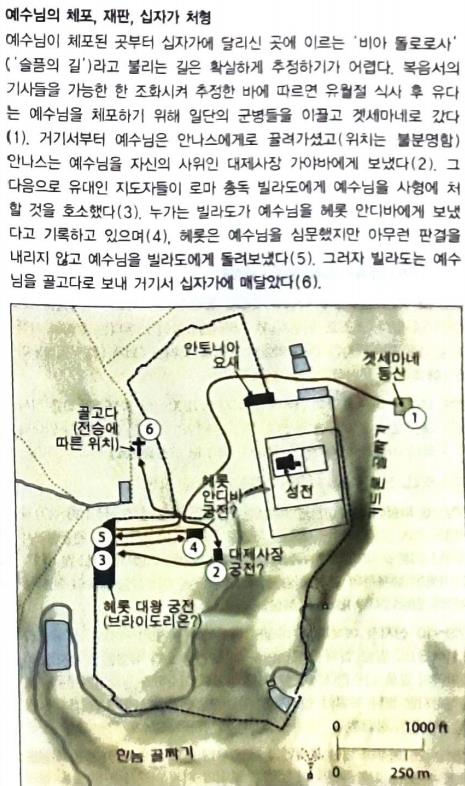 예수님의 체포, 재판, 십자가 처형
예수님이 체포된 곳부터 십자가에 달리신 곳에 이르는 '비아 돌로로사'
('슬픔의 길')라고 불리는 길은 확실하게 추정하기가 어렵다. 복음서의
기사들을 가능한 한 조화시켜 추정한 바에 따르면 유월절 식사 후 유다
는 예수님을 체포하기 위해 일단의 군병들을 이끌고 겟세마네로 갔다
(1). 거기서부터 예수님은 안나스에게로 끌려가셨고(위치는 불분명함)
안나스는 예수님을 자신의 사위인 대제사장 가야바에게 보냈다(2). 그
다음으로 유대인 지도자들이 로마 총독 빌라도에게 예수님을 사형에 처
할 것을 호소했다(3). 누가는 빌라도가 예수님을 헤롯 안디바에게 보냈
다고 기록하고 있으며(4), 헤롯은 예수님을 심문했지만 아무런 판결을
내리지 않고 예수님을 빌라도에게 돌려보냈다(5). 그러자 빌라도는 예수
님을 골고다로 보내 거기서 십자가에 매달았다(6).
안토니아
요새
겟세마네
동산
1
골고다
(전승에
따른 위치)
6
기드론 골짜기
헤롯
안디바
궁전?
성전
5
4
3
2
대제사장
궁전?
헤롯 대왕 궁전
(브라이도리온?)
힌놈 골짜기
0 1000 ft
0 250 m